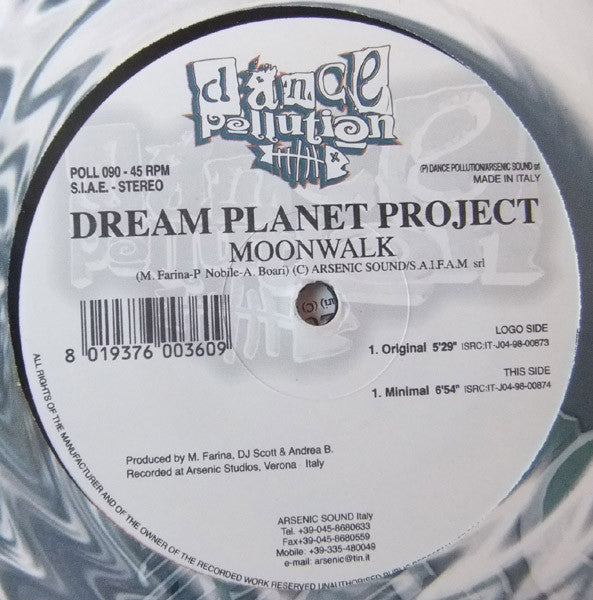 dance
pollution
POLL 090 - 45 RPM
S.I.A.E. - STEREO
(P) DANCE POLLUTION/ARSENIC SOUND srl
MADE IN ITALY
DREAM PLANET PROJECT
MOONWALK
(M. Farina-P Nobile-A. Boari) (C) ARSENIC SOUND/S.A.I.F.A.M srl
8 019376 003609
LOGO SIDE
1. Original 5'29" ISRC:IT-J04-98-00873
THIS SIDE
1. Minimal 6'54" ISRC:IT-J04-98-00874
Produced by M. Farina, DJ Scott & Andrea B.
Recorded at Arsenic Studios, Verona - Italy
ARSENIC SOUND Italy
Tel. +39-045-8680633
Fax+39-045-8680559
Mobile: +39-335-480049
e-mail: arsenic@tin.it
ALL RIGHTS OF THE MANUFACTURER AND OF THE OWNER OF THE RECORDED WORK RESERVED UNAUTHORISED PUBLIC